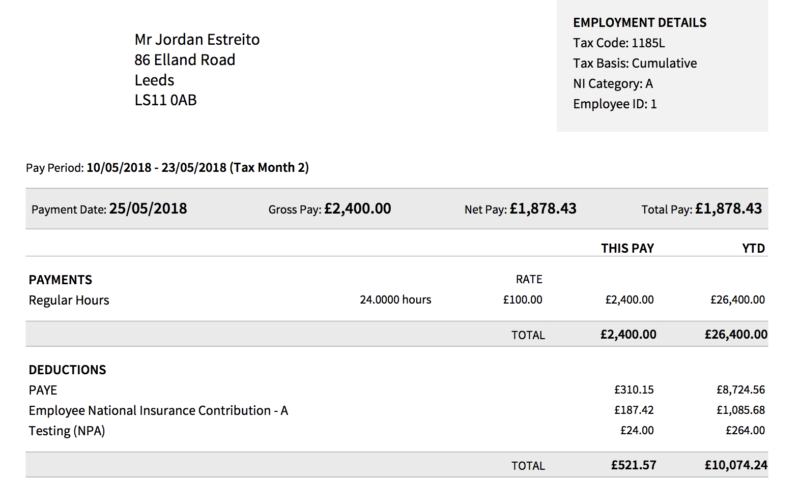 EMPLOYMENT DETAILS
Mr Jordan Estreito
Tax Code: 1185L
86 Elland Road
Tax Basis: Cumulative
Leeds
NI Category: A
LS11 0AB
Employee ID: 1
Pay Period: 10/05/2018 - 23/05/2018 (Tax Month 2)
Payment Date: 25/05/2018 Gross Pay: £2,400.00 Net Pay: £1,878.43 Total Pay: £1,878.43
THIS PAY YTD
PAYMENTS RATE
Regular Hours 24.0000 hours £100.00 £2,400.00 £26,400.00
TOTAL £2,400.00 £26,400.00
DEDUCTIONS
PAYE £310.15 £8,724.56
Employee National Insurance Contribution - A £187.42 £1,085.68
Testing (NPA) £24.00 £264.00
TOTAL £521.57 £10,074.24